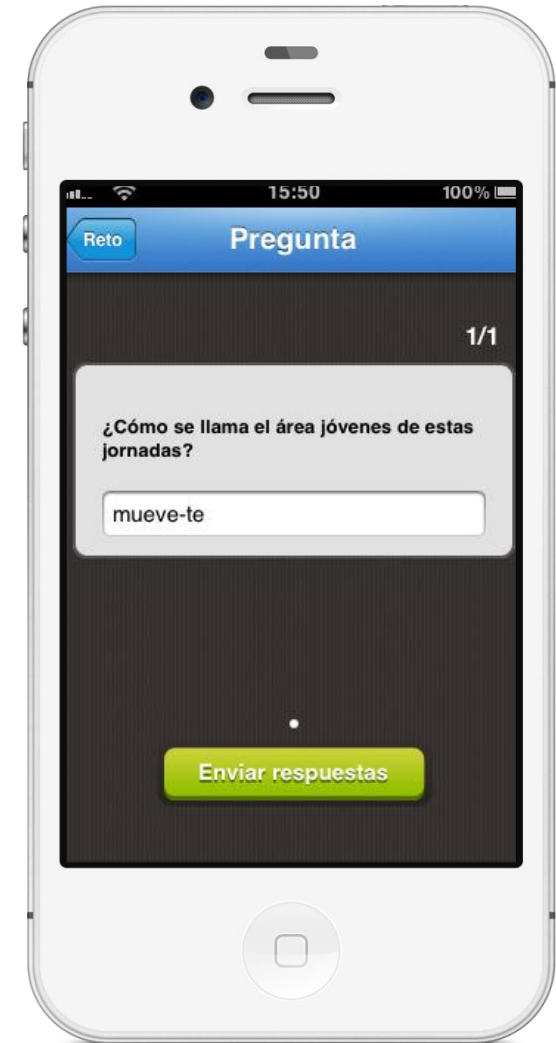 15:50
100%
Reto
Pregunta
1/1
¿Cómo se llama el área jóvenes de estas
jornadas?
mueve-te
Enviar respuestas